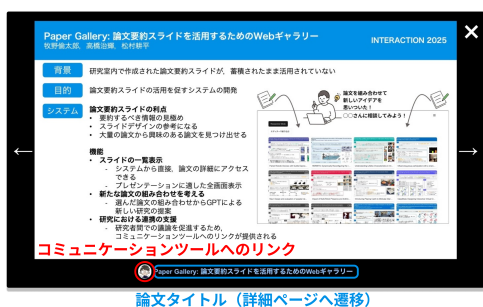 Paper Gallery: 論文要約スライドを活用するためのWebギャラリー
牧野倫太郎, 高橋治輝, 松村耕平
INTERACTION 2025
×
背景
研究室内で作成された論文要約スライドが，蓄積されたまま活用されていない
目的
論文要約スライドの活用を促すシステムの開発
システム
論文要約スライドの利点
• 要約するべき情報の見極め
• スライドデザインの参考になる
• 大量の論文から興味のある論文を見つけ出せる
機能
• スライドの一覧表示
- システムから直接，論文の詳細にアクセス
できる
- プレゼンテーションに適した全画面表示
• 新たな論文の組み合わせを考える
- 選んだ論文の組み合わせからGPTによる
新しい研究の提案
• 研究における連携の支援
- 研究者間での議論を促進するため，
コミュニケーションツールへのリンクが提供される
論文を組み合わせて
新しいアイデアを
思いついた！
○○さんに相談してみよう！
←
→
コミュニケーションツールへのリンク
Paper Gallery: 論文要約スライドを活用するためのWebギャラリー
論文タイトル（詳細ページへ遷移）